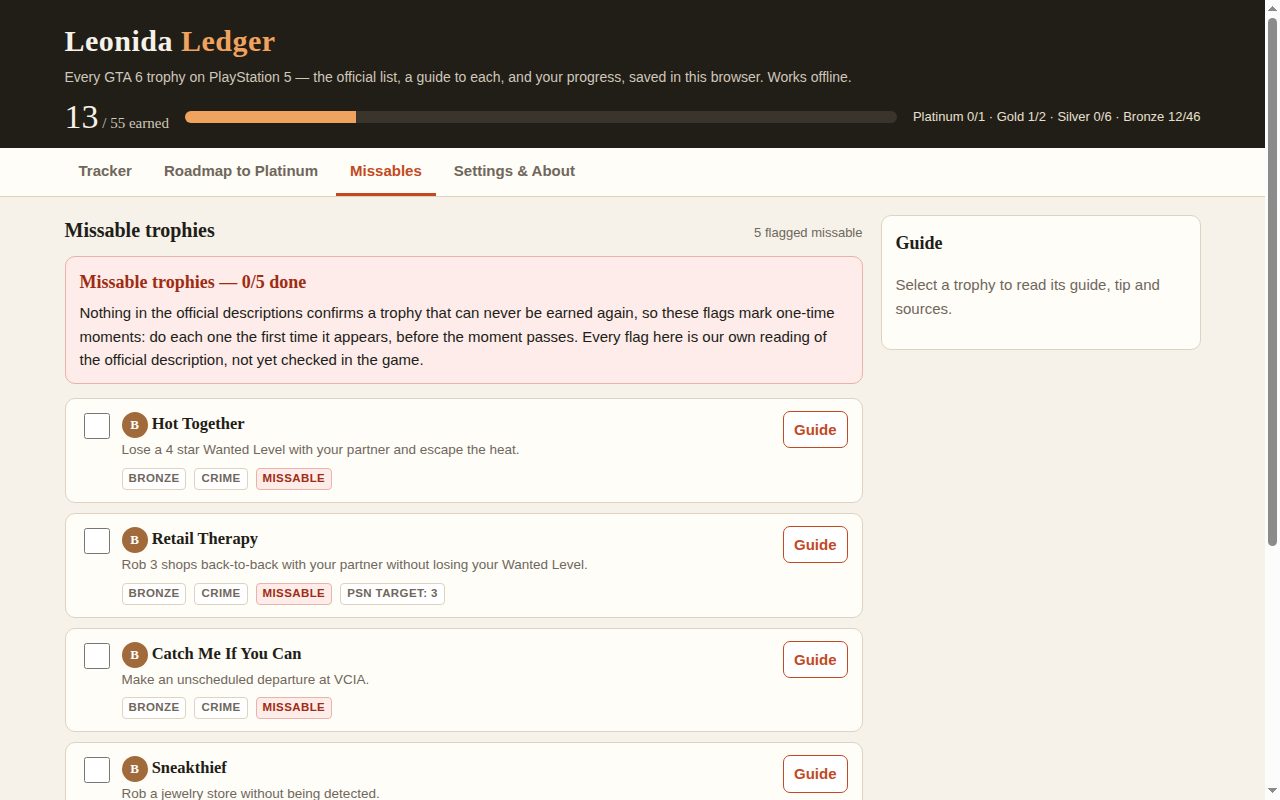 Leonida Ledger
Every GTA 6 trophy on PlayStation 5 — the official list, a guide to each, and your progress, saved in this browser. Works offline.
13 / 55 earned
Platinum 0/1 · Gold 1/2 · Silver 0/6 · Bronze 12/46
Tracker Roadmap to Platinum Missables Settings & About
Missable trophies
5 flagged missable
Missable trophies — 0/5 done
Nothing in the official descriptions confirms a trophy that can never be earned again, so these flags mark one-time
moments: do each one the first time it appears, before the moment passes. Every flag here is our own reading of
the official description, not yet checked in the game.
B Hot Together
Guide
Lose a 4 star Wanted Level with your partner and escape the heat.
BRONZE CRIME MISSABLE
B Retail Therapy
Guide
Rob 3 shops back-to-back with your partner without losing your Wanted Level.
BRONZE CRIME MISSABLE PSN TARGET: 3
B Catch Me If You Can
Guide
Make an unscheduled departure at VCIA.
BRONZE CRIME MISSABLE
B Sneakthief
Guide
Rob a jewelry store without being detected.
Guide
Select a trophy to read its guide, tip and
sources.